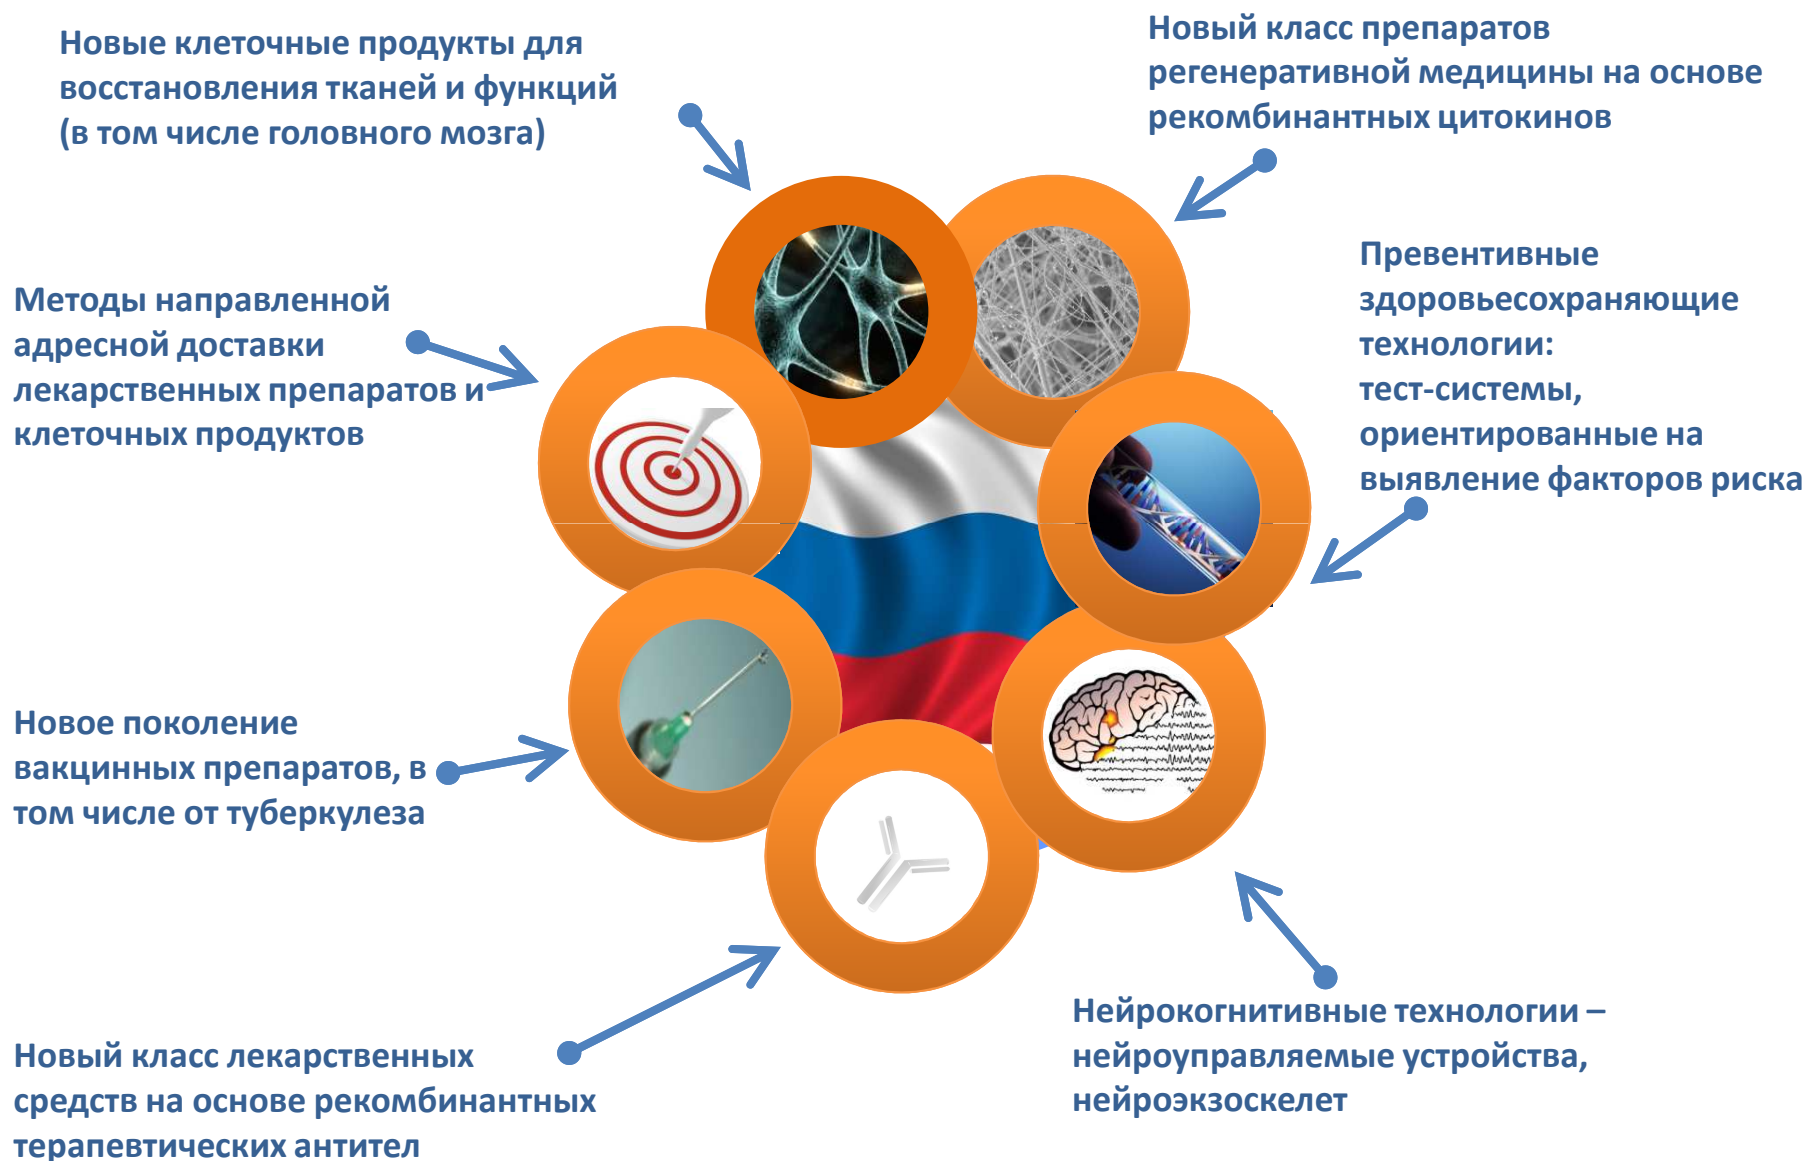 Новые клеточные продукты для
восстановления тканей и функций
(в том числе головного мозга)
Новый класс препаратов
регенеративной медицины на основе
рекомбинантных цитокинов
Методы направленной
адресной доставки
лекарственных препаратов и
клеточных продуктов
Превентивные
здоровьесохраняющие
технологии:
тест-системы,
ориентированные на
выявление факторов риска
Новое поколение
вакцинных препаратов, в
том числе от туберкулеза
Новый класс лекарственных
средств на основе рекомбинантных
терапевтических антител
Нейрокогнитивные технологии –
нейроуправляемые устройства,
нейроэкзоскелет